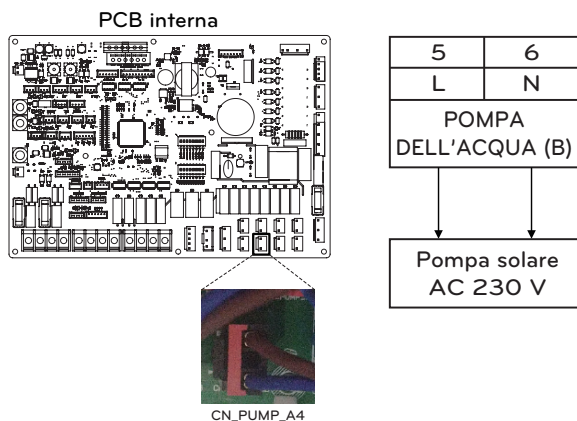 PCB interna
5 6
L N
POMPA
DELL'ACQUA (B)
Pompa solare
AC 230 V
CN_PUMP_A4